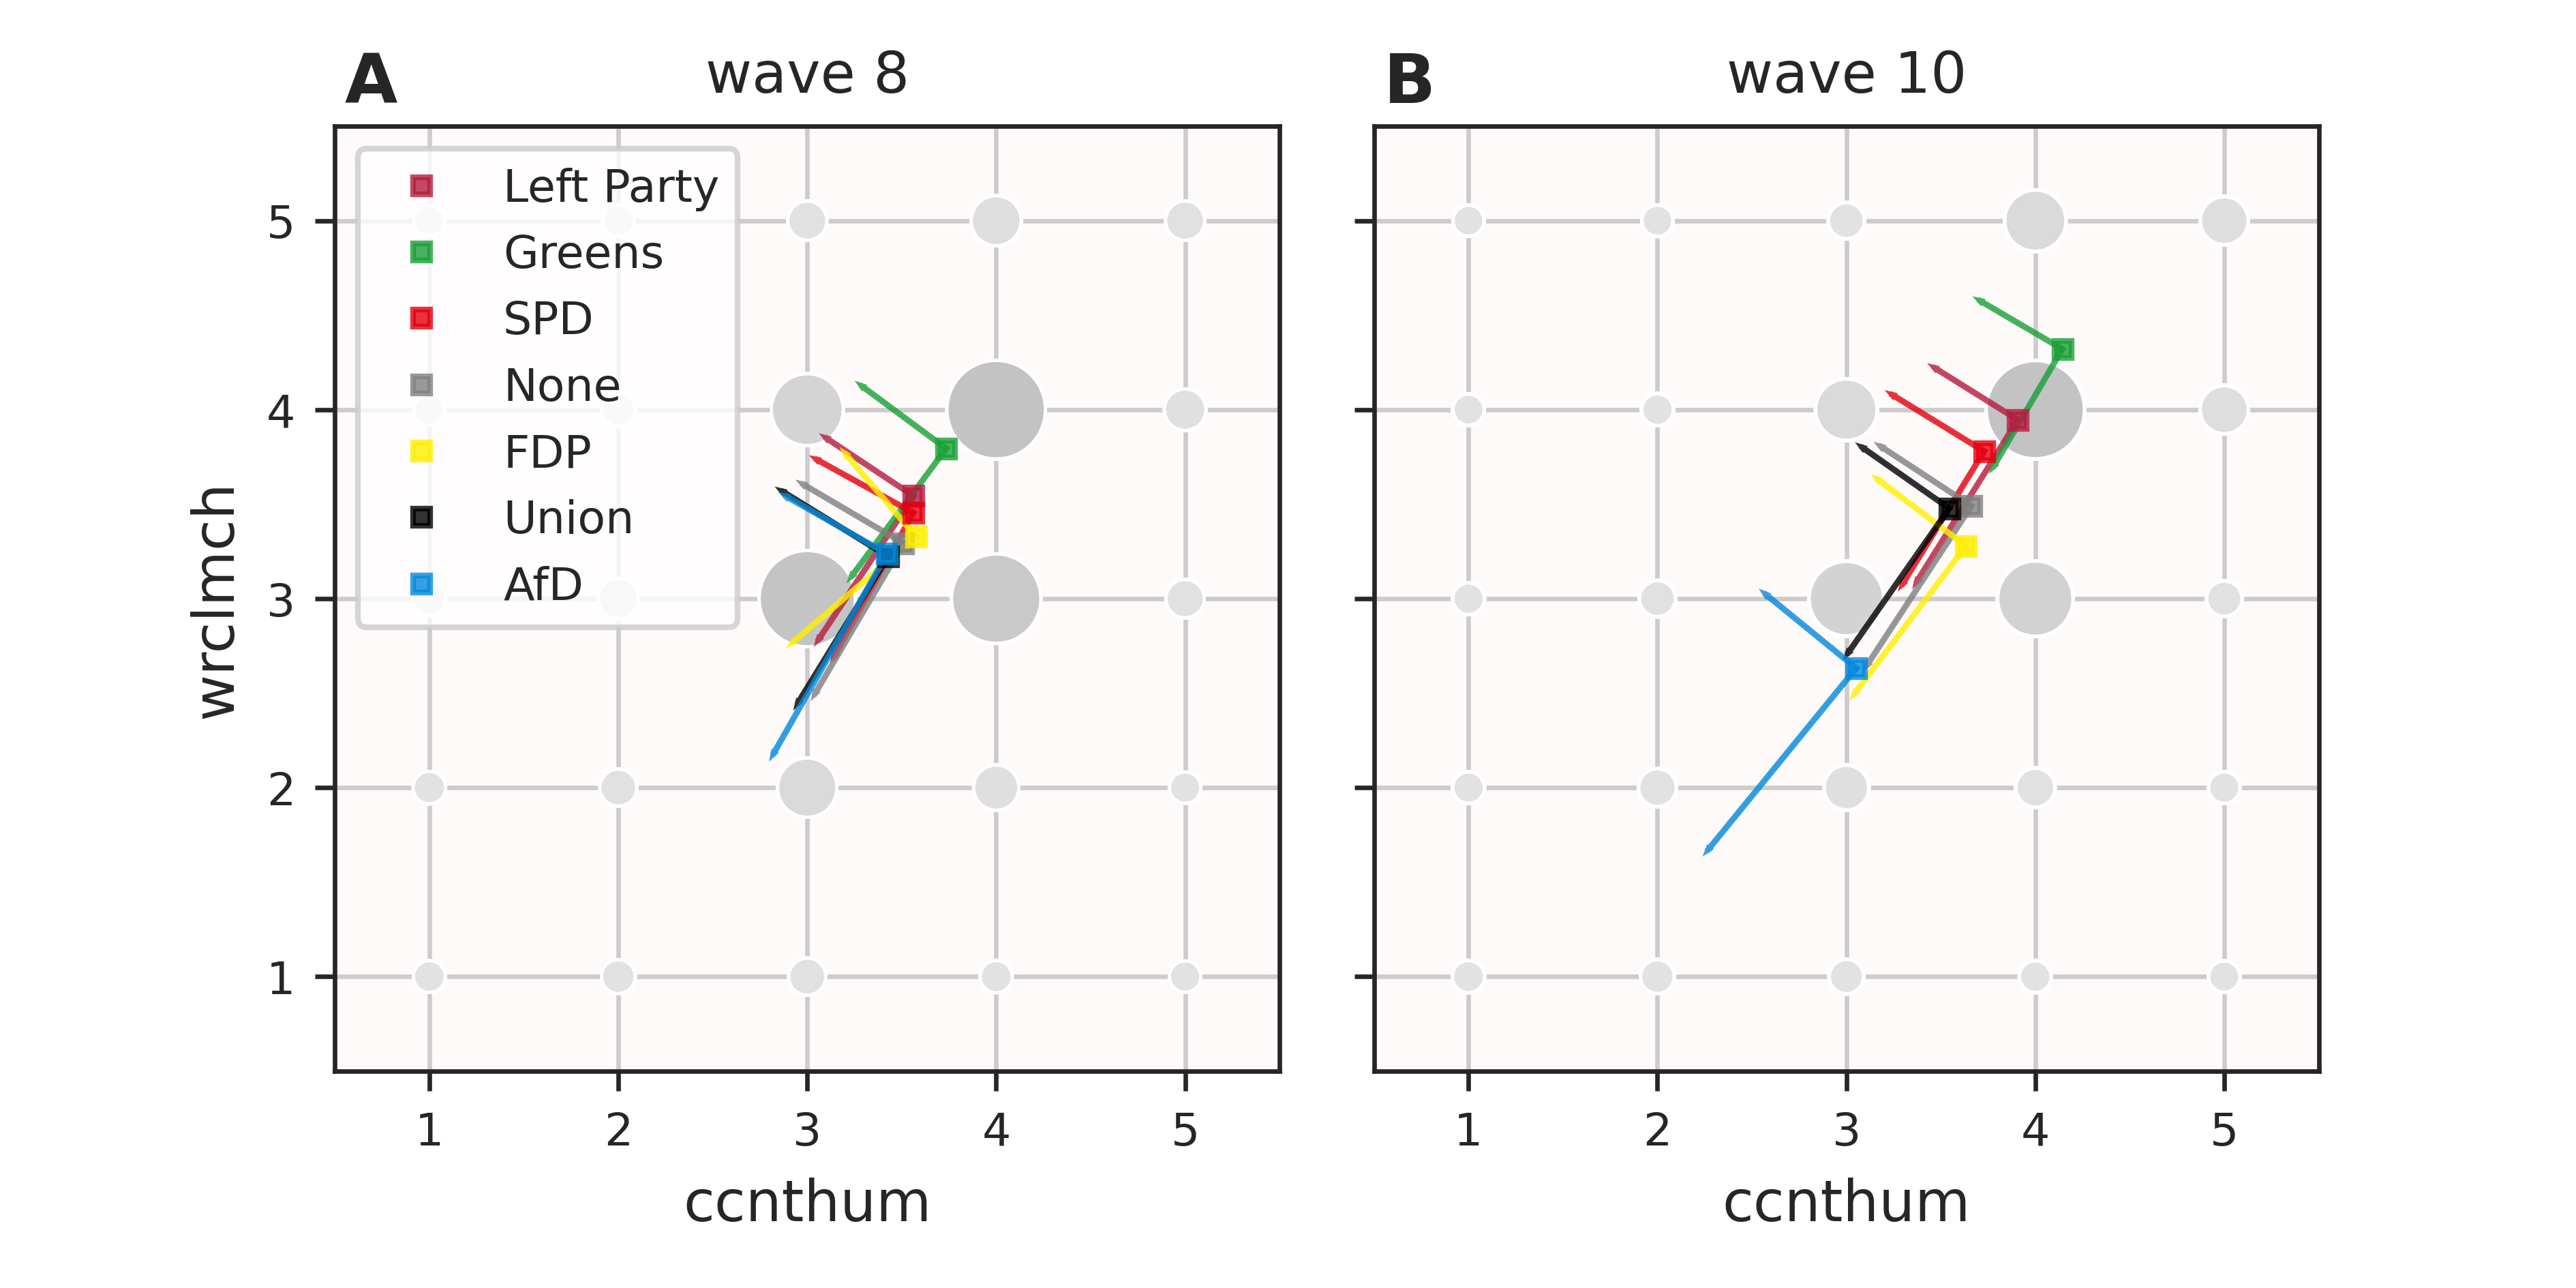 A wave 8
B wave 10
Left Party
Greens
SPD
None
FDP
Union
AfD
wrclmch
5
4
3
2
1
1 2 3 4 5
1 2 3 4 5
ccnthum
ccnthum